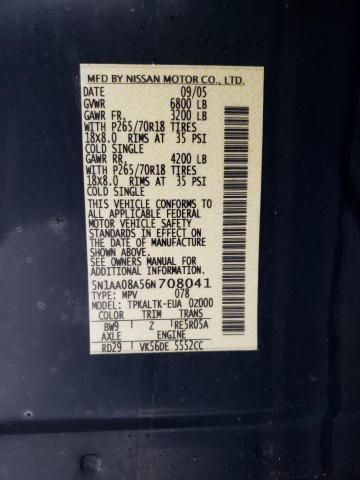 MFD BY NISSAN MOTOR CO., LTD.
DATE 09/05
GVWR 6800 LB
GAWR FR. 3200 LB
WITH P265/70R18 TIRES
18X8.0 RIMS AT 35 PSI
COLD SINGLE
GAWR RR. 4200 LB
WITH P265/70R18 TIRES
18X8.0 RIMS AT 35 PSI
COLD SINGLE
THIS VEHICLE CONFORMS TO
ALL APPLICABLE FEDERAL
MOTOR VEHICLE SAFETY
STANDARDS IN EFFECT ON
THE DATE OF MANUFACTURE
SHOWN ABOVE.
SEE OWNERS MANUAL FOR
ADDITIONAL INFORMATION.
5N1AA08A56N708041
TYPE: MPV 078
MODEL: TPKALTK-EUA 0Z000
COLOR TRIM TRANS
BW9 Z RE5R05A
AXLE ENGINE
RD29 VK56DE 5552CC